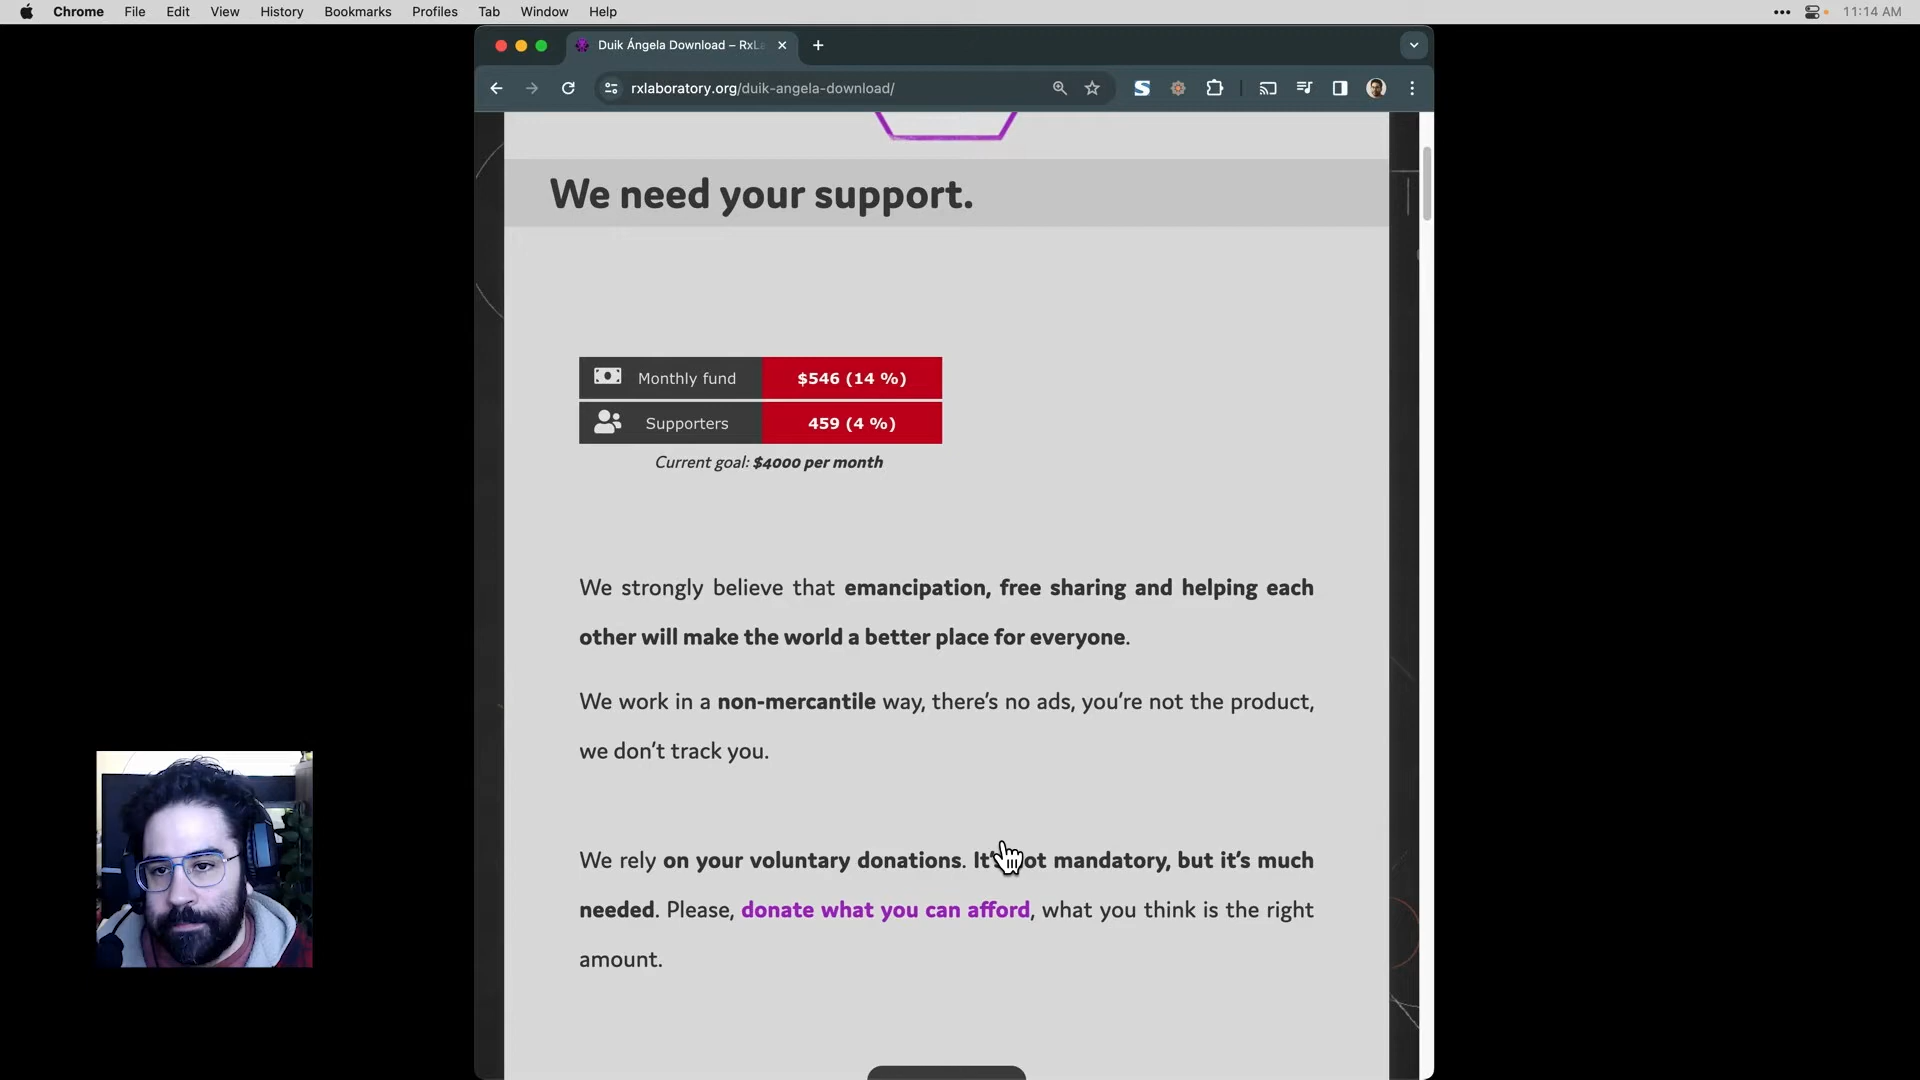 Chrome File Edit View History Bookmarks Profiles Tab Window Help 11:14 AM
Duik Ángela Download – RxLa
rxlaboratory.org/duik-angela-download/
We need your support.
Monthly fund $546 (14 %)
Supporters 459 (4 %)
Current goal: $4000 per month
We strongly believe that emancipation, free sharing and helping each
other will make the world a better place for everyone.
We work in a non-mercantile way, there's no ads, you're not the product,
we don't track you.
We rely on your voluntary donations. It's not mandatory, but it's much
needed. Please, donate what you can afford, what you think is the right
amount.